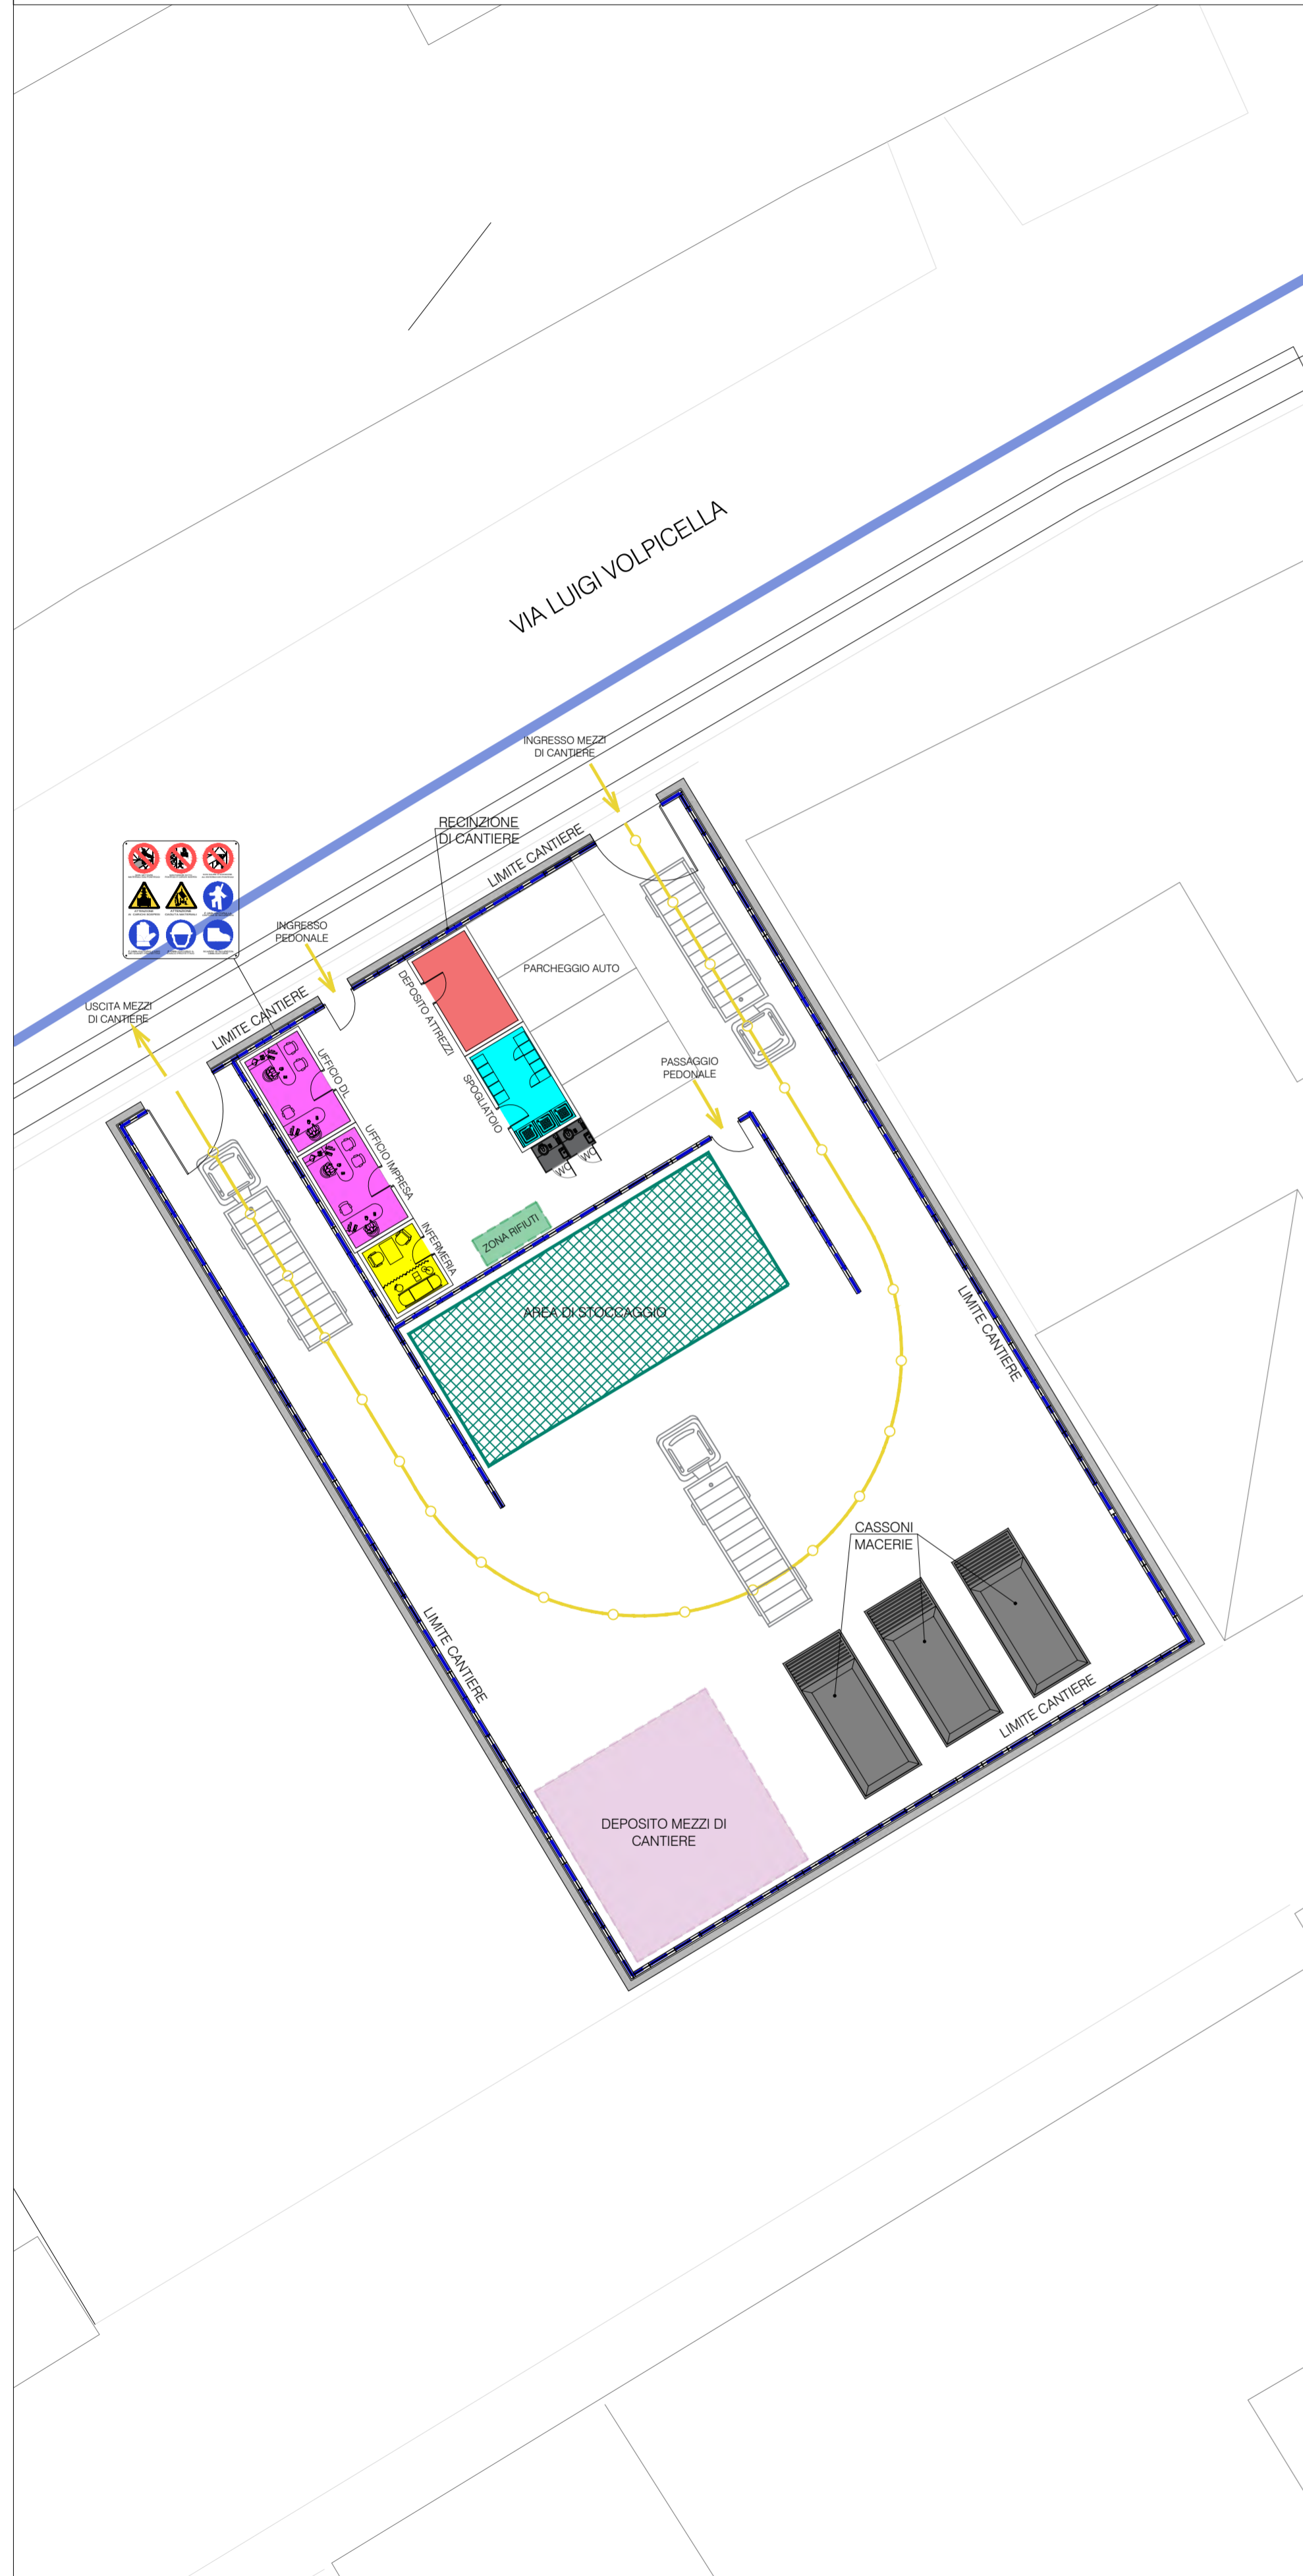 VIA LUIGI VOLPICELLA
INGRESSO MEZZI
DI CANTIERE
RECINZIONE
DI CANTIERE
LIMITE CANTIERE
INGRESSO
PEDONALE
PARCHEGGIO AUTO
DEPOSITO ATTREZZI
USCITA MEZZI
DI CANTIERE
LIMITE CANTIERE
UFFICIO DL
SPOGLIATOIO
PASSAGGIO
PEDONALE
UFFICIO IMPRESA
WC
WC
INFERMERIA
ZONA RIFIUTI
AREA DI STOCCAGGIO
LIMITE CANTIERE
CASSONI
MACERIE
LIMITE CANTIERE
LIMITE CANTIERE
DEPOSITO MEZZI DI
CANTIERE